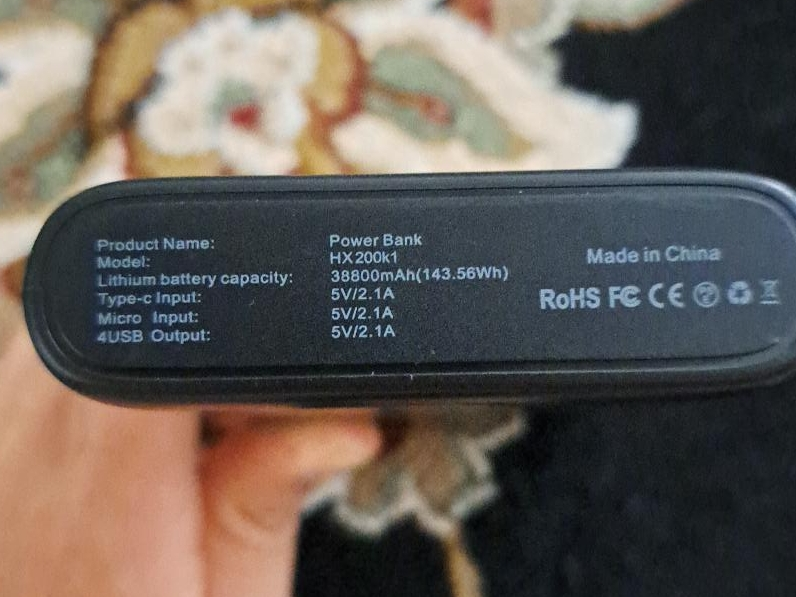 Product Name: Power Bank
Model: HX200k1
Lithium battery capacity: 38800mAh(143.56Wh)
Type-c Input: 5V/2.1A
Micro Input: 5V/2.1A
4USB Output: 5V/2.1A
Made in China
RoHS FC CE